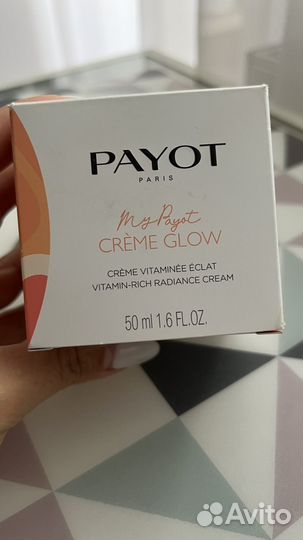 PAYOT
PARIS
My Payot
CRÈME GLOW
CRÈME VITAMINÉE ÉCLAT
VITAMIN-RICH RADIANCE CREAM
50 ml 1.6 FL.OZ.
Avito